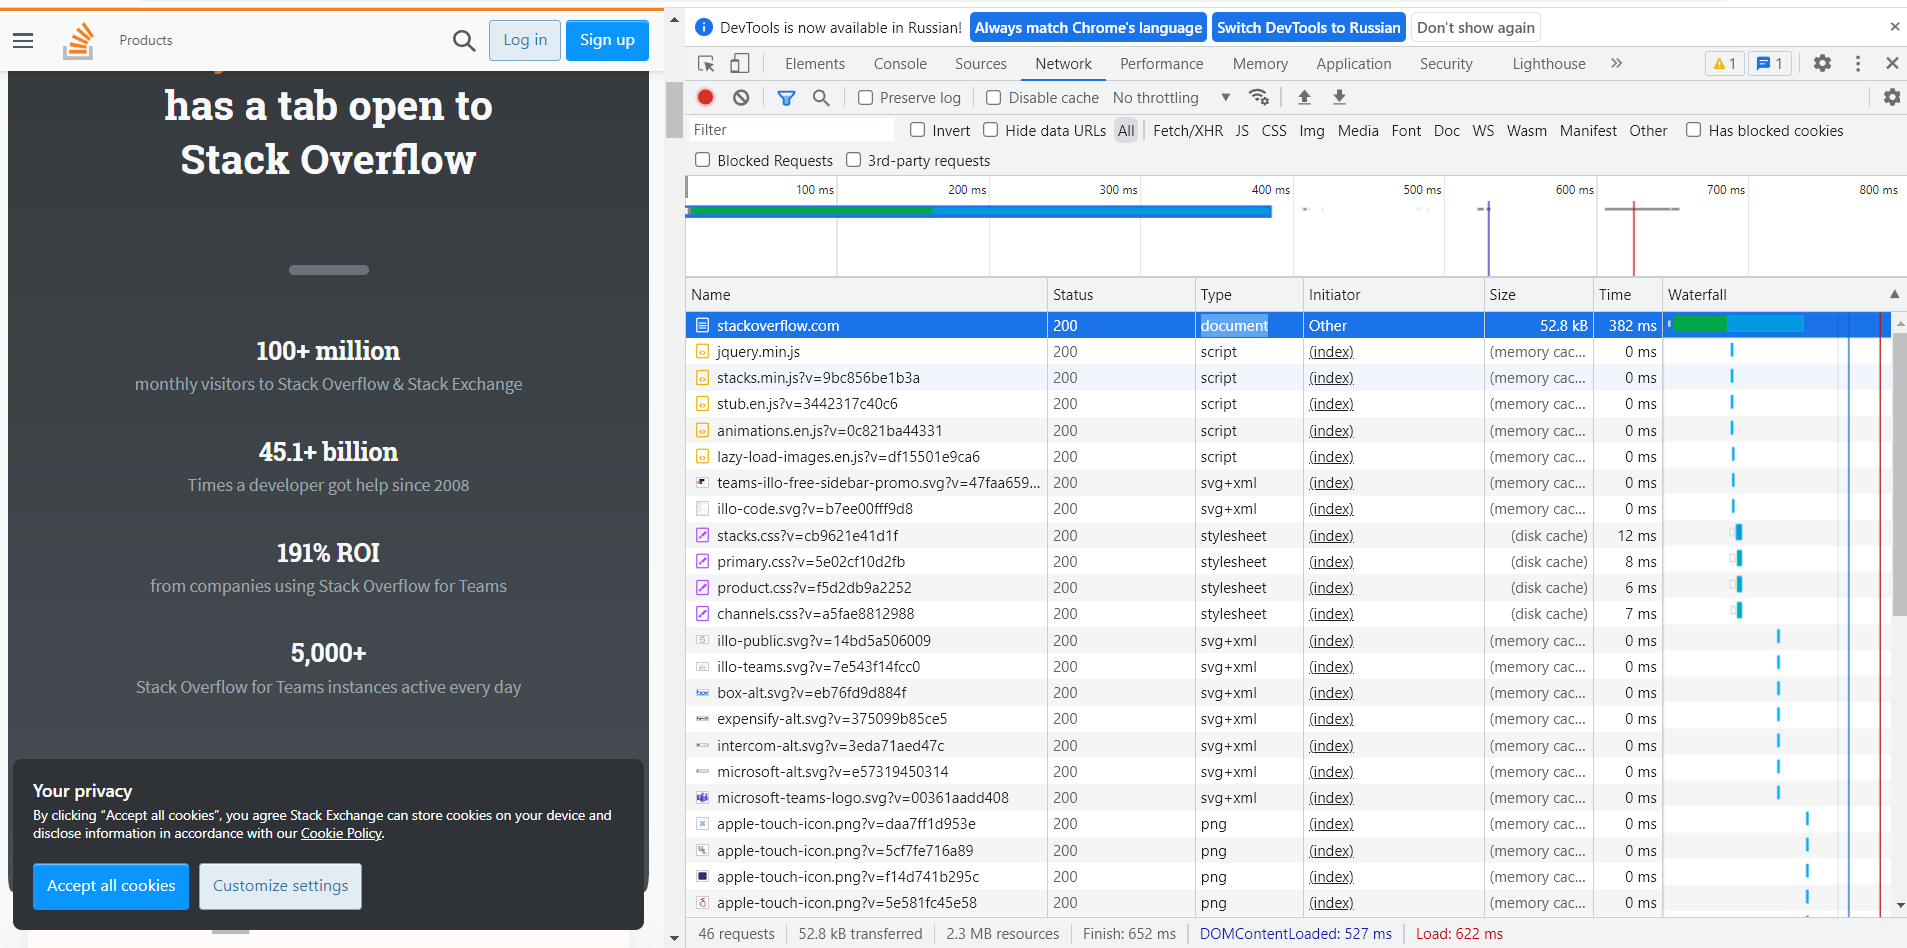 Products
Log in
Sign up
has a tab open to
Stack Overflow
100+ million
monthly visitors to Stack Overflow & Stack Exchange
45.1+ billion
Times a developer got help since 2008
191% ROI
from companies using Stack Overflow for Teams
5,000+
Stack Overflow for Teams instances active every day
Your privacy
By clicking “Accept all cookies”, you agree Stack Exchange can store cookies on your device and
disclose information in accordance with our Cookie Policy.
Accept all cookies
Customize settings
DevTools is now available in Russian! Always match Chrome's language Switch DevTools to Russian Don't show again
Elements Console Sources Network Performance Memory Application Security Lighthouse » 1 1
Preserve log Disable cache No throttling
Filter Invert Hide data URLs All Fetch/XHR JS CSS Img Media Font Doc WS Wasm Manifest Other Has blocked cookies
Blocked Requests 3rd-party requests
100 ms 200 ms 300 ms 400 ms 500 ms 600 ms 700 ms 800 ms
Name Status Type Initiator Size Time Waterfall
stackoverflow.com 200 document Other 52.8 kB 382 ms
jquery.min.js 200 script (index) (memory cac... 0 ms
stacks.min.js?v=9bc856be1b3a 200 script (index) (memory cac... 0 ms
stub.en.js?v=3442317c40c6 200 script (index) (memory cac... 0 ms
animations.en.js?v=0c821ba44331 200 script (index) (memory cac... 0 ms
lazy-load-images.en.js?v=df15501e9ca6 200 script (index) (memory cac... 0 ms
teams-illo-free-sidebar-promo.svg?v=47faa659... 200 svg+xml (index) (memory cac... 0 ms
illo-code.svg?v=b7ee00fff9d8 200 svg+xml (index) (memory cac... 0 ms
stacks.css?v=cb9621e41d1f 200 stylesheet (index) (disk cache) 12 ms
primary.css?v=5e02cf10d2fb 200 stylesheet (index) (disk cache) 8 ms
product.css?v=f5d2db9a2252 200 stylesheet (index) (disk cache) 6 ms
channels.css?v=a5fae8812988 200 stylesheet (index) (disk cache) 7 ms
illo-public.svg?v=14bd5a506009 200 svg+xml (index) (memory cac... 0 ms
illo-teams.svg?v=7e543f14fcc0 200 svg+xml (index) (memory cac... 0 ms
box-alt.svg?v=eb76fd9d884f 200 svg+xml (index) (memory cac... 0 ms
expensify-alt.svg?v=375099b85ce5 200 svg+xml (index) (memory cac... 0 ms
intercom-alt.svg?v=3eda71aed47c 200 svg+xml (index) (memory cac... 0 ms
microsoft-alt.svg?v=e57319450314 200 svg+xml (index) (memory cac... 0 ms
microsoft-teams-logo.svg?v=00361aadd408 200 svg+xml (index) (memory cac... 0 ms
apple-touch-icon.png?v=daa7ff1d953e 200 png (index) (memory cac... 0 ms
apple-touch-icon.png?v=5cf7fe716a89 200 png (index) (memory cac... 0 ms
apple-touch-icon.png?v=f14d741b295c 200 png (index) (memory cac... 0 ms
apple-touch-icon.png?v=5e581fc45e58 200 png (index) (memory cac... 0 ms
46 requests 52.8 kB transferred 2.3 MB resources Finish: 652 ms DOMContentLoaded: 527 ms Load: 622 ms